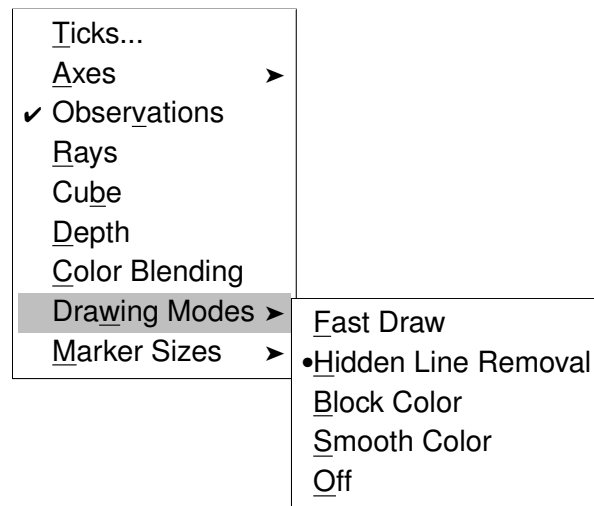 Ticks...
Axes ➤
✔ Observations
Rays
Cube
Depth
Color Blending
Drawing Modes ➤
Marker Sizes ➤
Fast Draw
•Hidden Line Removal
Block Color
Smooth Color
Off